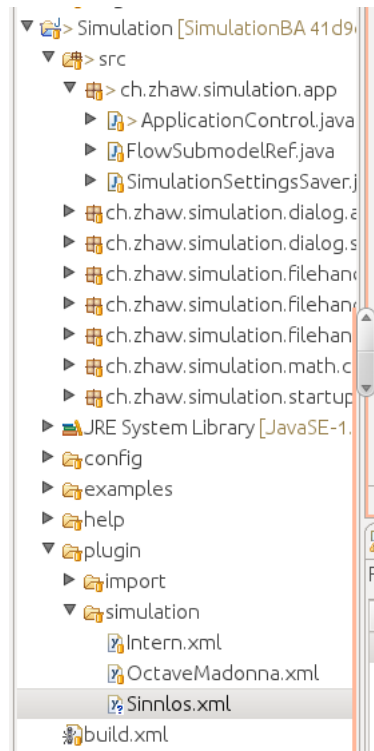 > Simulation [SimulationBA 41d9
> src
> ch.zhaw.simulation.app
> ApplicationControl.java
FlowSubmodelRef.java
SimulationSettingsSaver.j
ch.zhaw.simulation.dialog.a
ch.zhaw.simulation.dialog.s
ch.zhaw.simulation.filehan
ch.zhaw.simulation.filehan
ch.zhaw.simulation.filehan
ch.zhaw.simulation.math.c
ch.zhaw.simulation.startup
JRE System Library [JavaSE-1.
config
examples
help
plugin
import
simulation
Intern.xml
OctaveMadonna.xml
Sinnlos.xml
build.xml